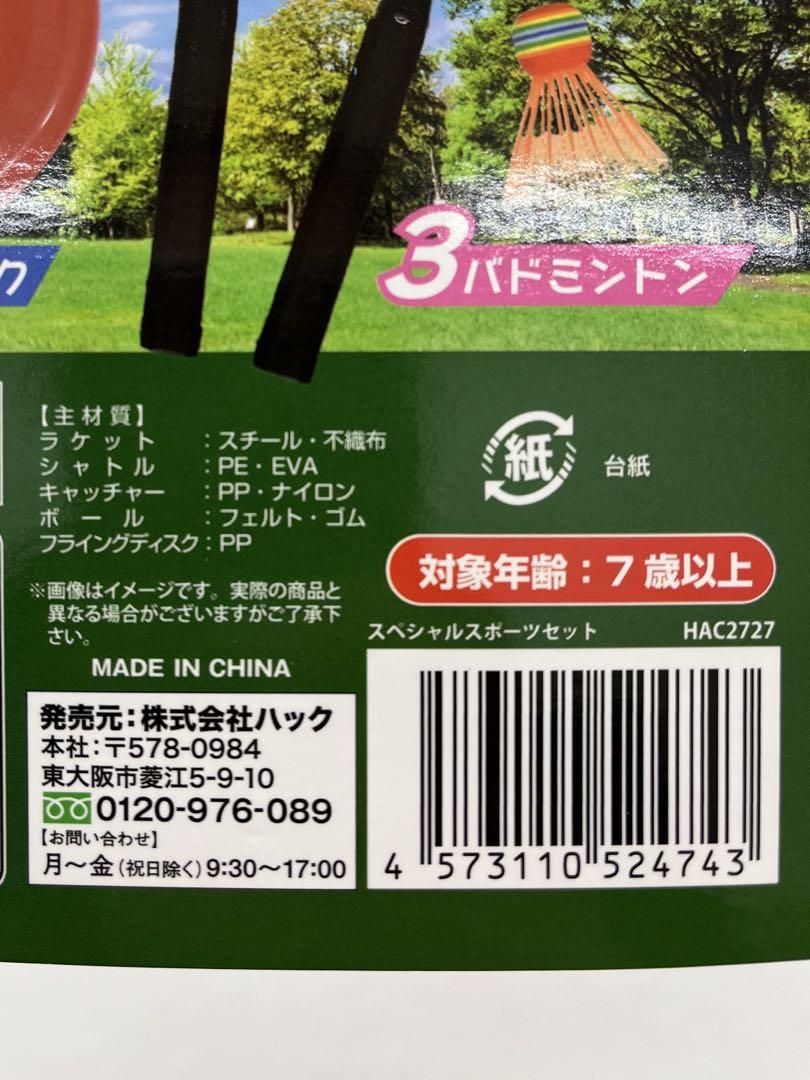 ク
3 バドミントン
【主材質】
ラケット：スチール・不織布
シャトル：PE・EVA
キャッチャー：PP・ナイロン
ボール：フェルト・ゴム
フライングディスク：PP
※画像はイメージです。実際の商品と
異なる場合がございますがご了承下
さい。
MADE IN CHINA
紙 台紙
対象年齢：7歳以上
スペシャルスポーツセット HAC2727
発売元：株式会社ハック
本社：〒578-0984
東大阪市菱江5-9-10
0120-976-089
【お問い合わせ】
月～金（祝日除く）9:30～17:00
4 573110 524743